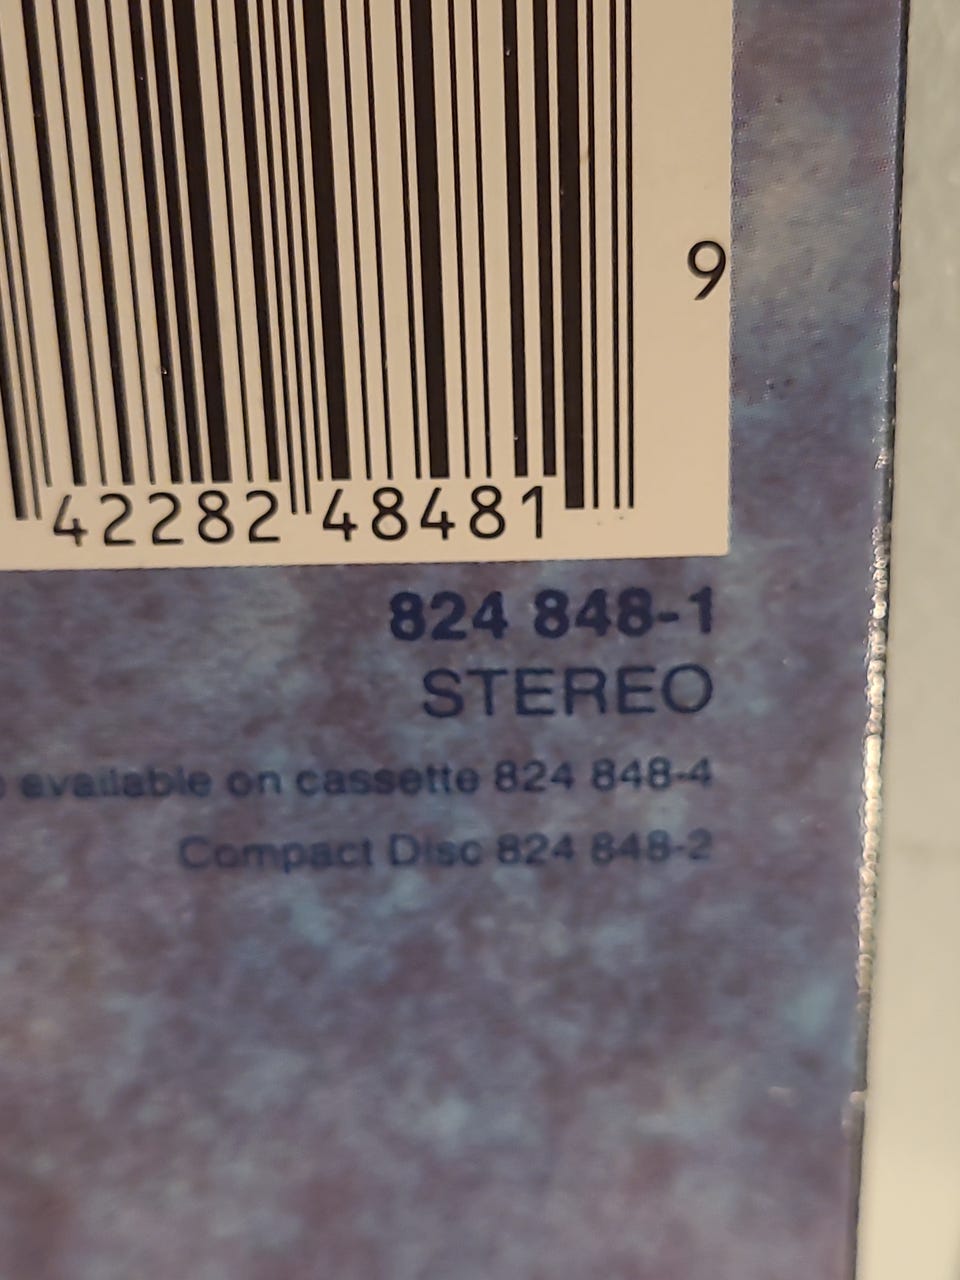 9
42282 48481
824 848-1
STEREO
available on cassette 824 848-4
Compact Disc 824 848-2